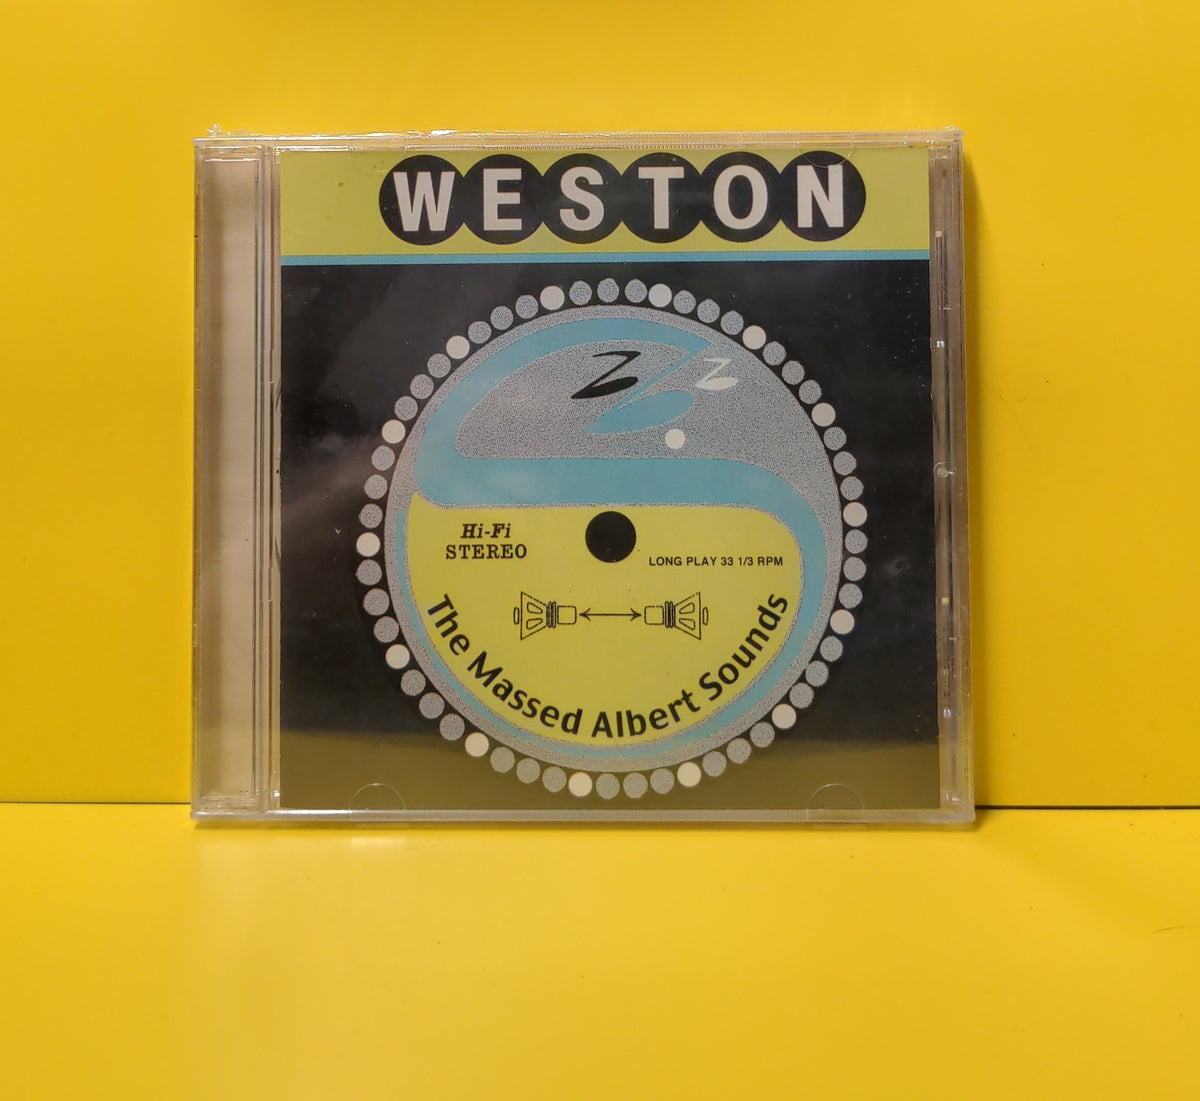 WESTON
Hi-Fi
STEREO
LONG PLAY 33 1/3 RPM
The Massed Albert Sounds